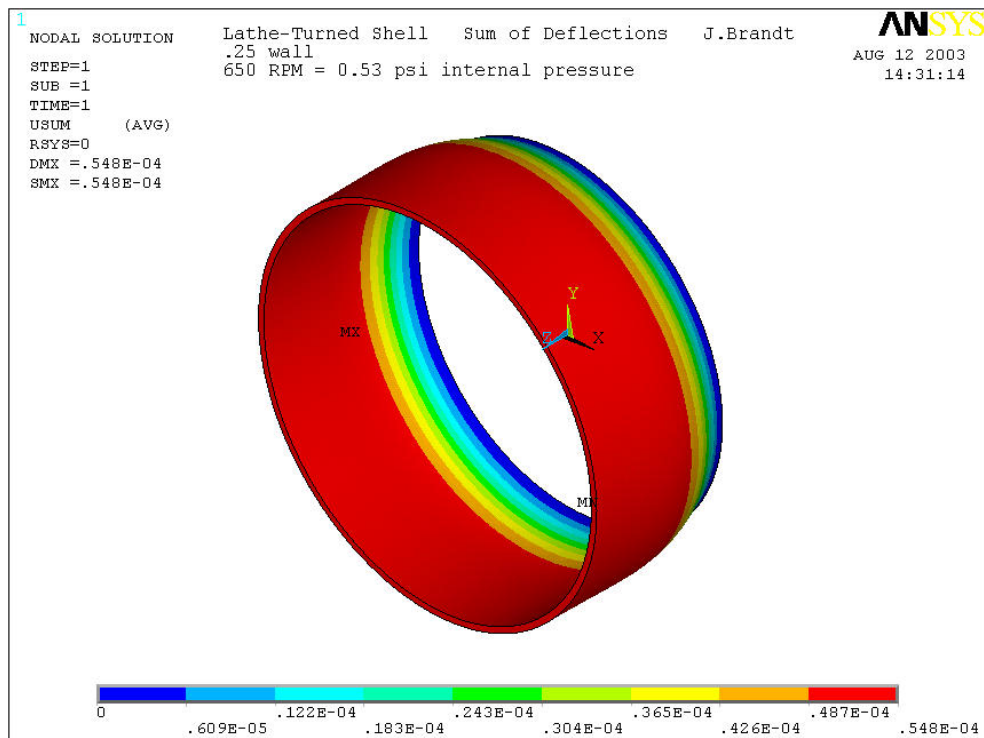 1
NODAL SOLUTION
STEP=1
SUB =1
TIME=1
USUM (AVG)
RSYS=0
DMX =.548E-04
SMX =.548E-04
Lathe-Turned Shell Sum of Deflections J.Brandt
.25 wall
650 RPM = 0.53 psi internal pressure
ANSYS
AUG 12 2003
14:31:14
Y
Z X
MX
0 .122E-04 .243E-04 .365E-04 .487E-04
.609E-05 .183E-04 .304E-04 .426E-04 .548E-04